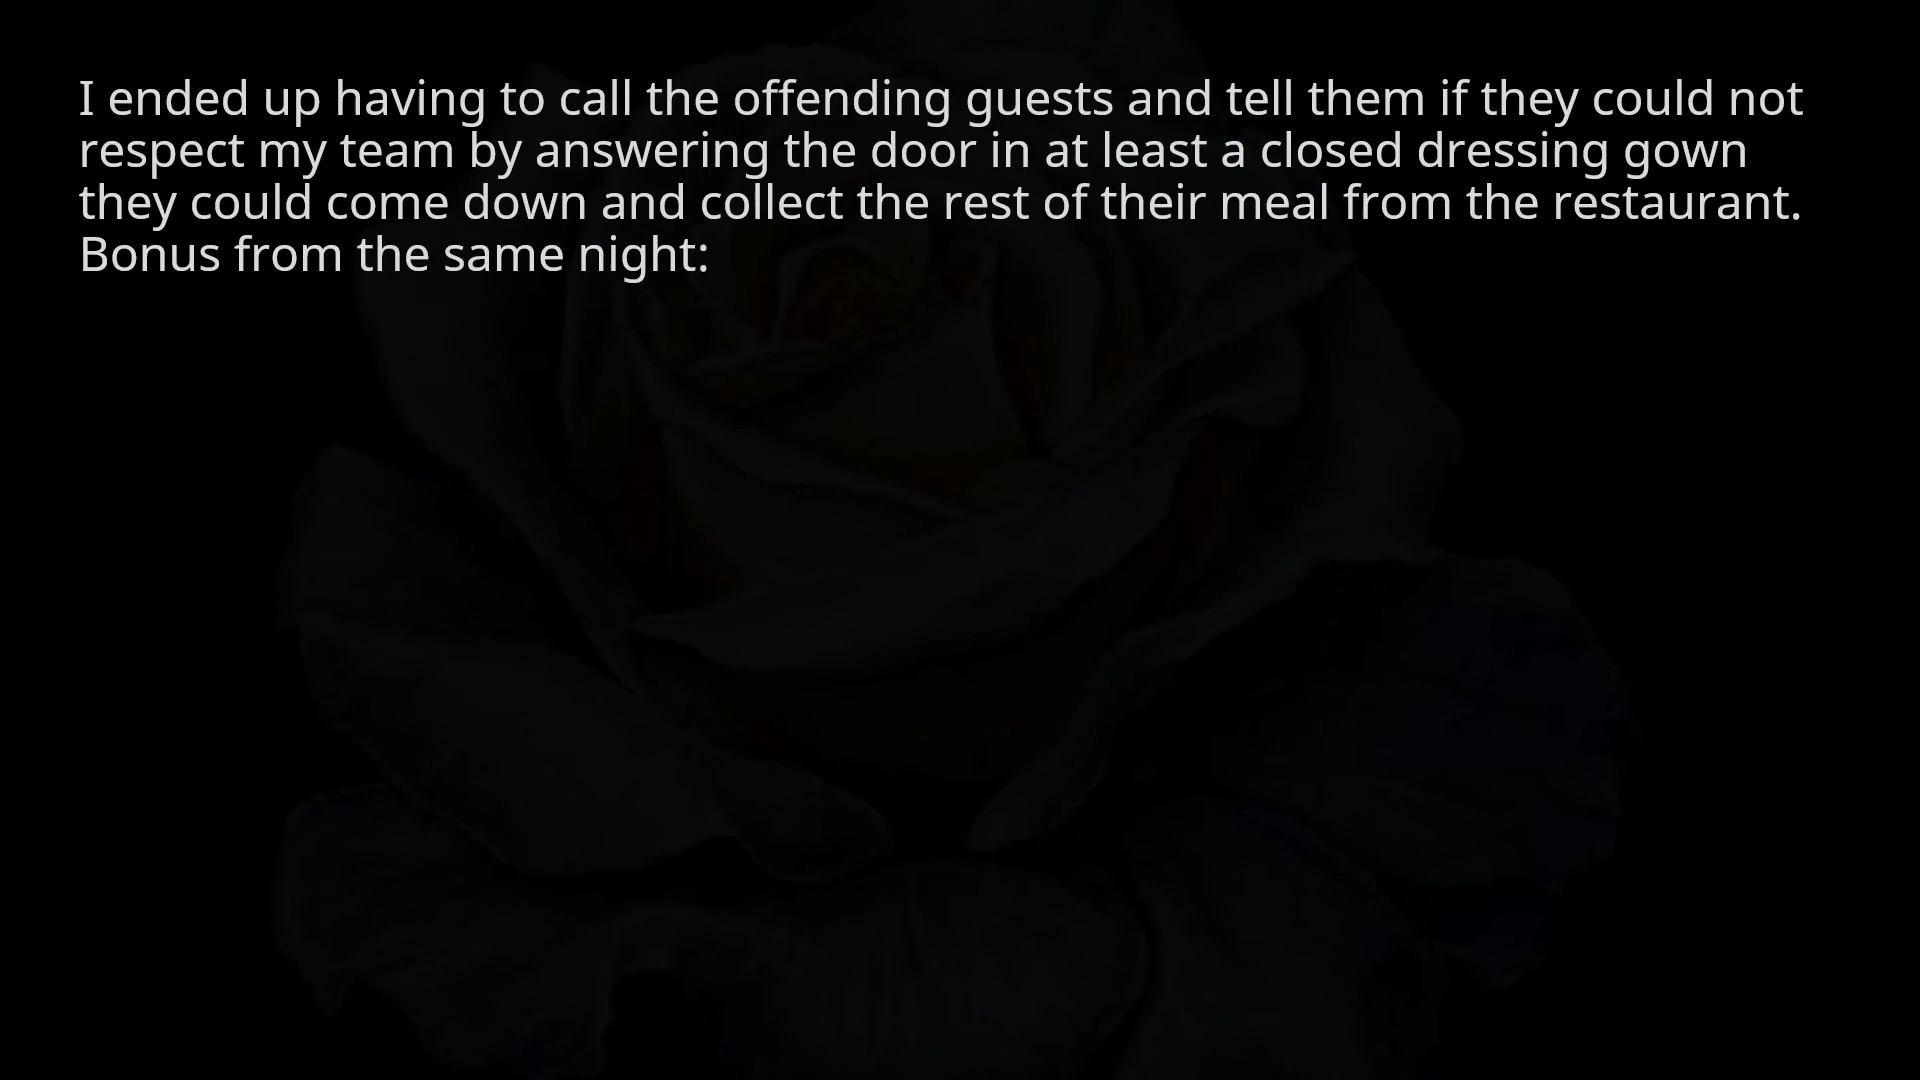 I ended up having to call the offending guests and tell them if they could not
respect my team by answering the door in at least a closed dressing gown
they could come down and collect the rest of their meal from the restaurant.
Bonus from the same night: